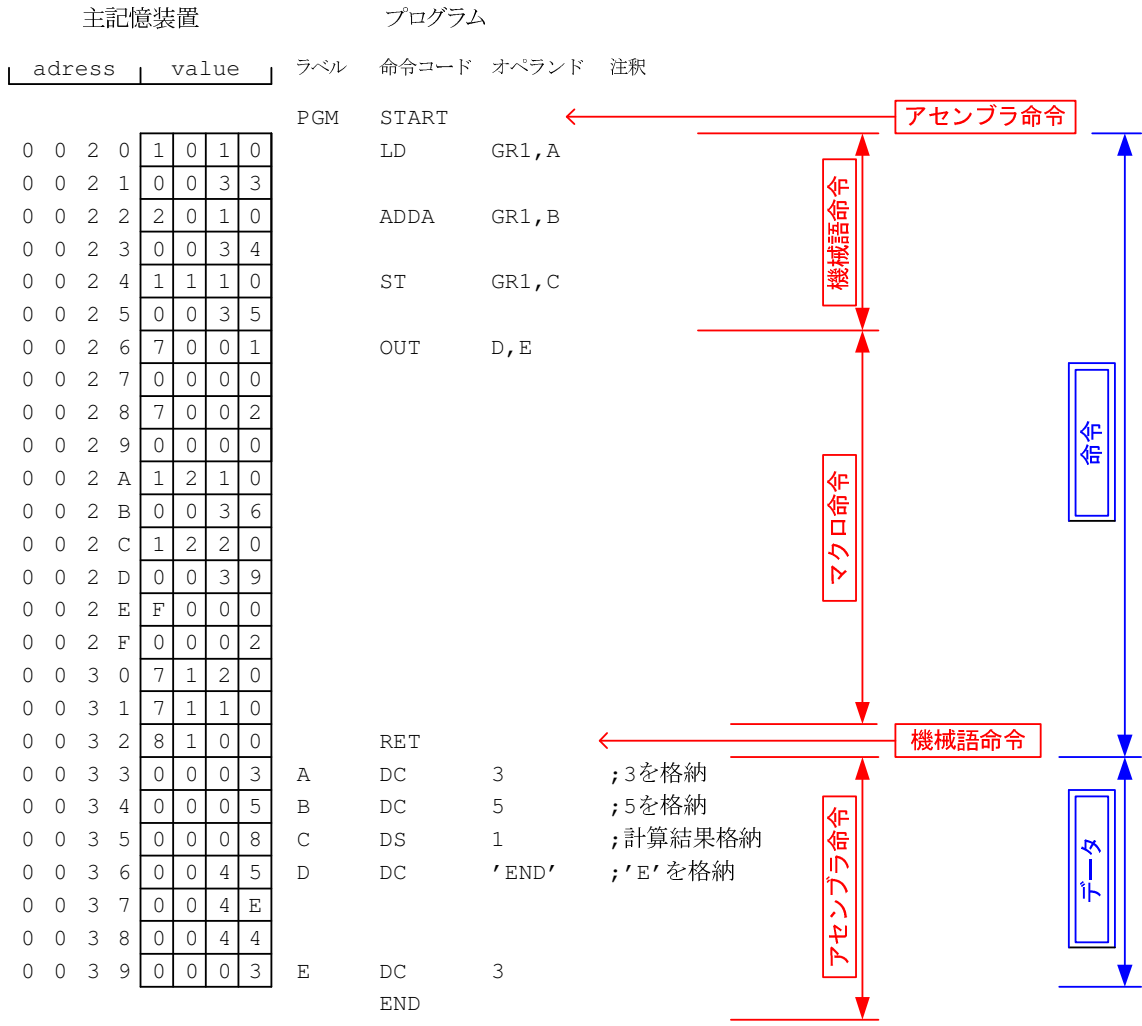 主記憶装置 プログラム
adress value ラベル 命令コード オペランド 注釈
PGM START アセンブラ命令
0 0 2 0 1 0 1 0 LD GR1,A
0 0 2 1 0 0 3 3
0 0 2 2 2 0 1 0 ADDA GR1,B
0 0 2 3 0 0 3 4
0 0 2 4 1 1 1 0 ST GR1,C
0 0 2 5 0 0 3 5
機械語命令
0 0 2 6 7 0 0 1 OUT D,E
0 0 2 7 0 0 0 0
0 0 2 8 7 0 0 2
0 0 2 9 0 0 0 0
0 0 2 A 1 2 1 0
0 0 2 B 0 0 3 6
0 0 2 C 1 2 2 0
0 0 2 D 0 0 3 9
0 0 2 E F 0 0 0
0 0 2 F 0 0 0 2
0 0 3 0 7 1 2 0
0 0 3 1 7 1 1 0
マクロ命令
命令
0 0 3 2 8 1 0 0 RET 機械語命令
0 0 3 3 0 0 0 3 A DC 3 ;3を格納
0 0 3 4 0 0 0 5 B DC 5 ;5を格納
0 0 3 5 0 0 0 8 C DS 1 ;計算結果格納
0 0 3 6 0 0 4 5 D DC 'END' ;'E'を格納
0 0 3 7 0 0 4 E
0 0 3 8 0 0 4 4
0 0 3 9 0 0 0 3 E DC 3
END
アセンブラ命令
データ